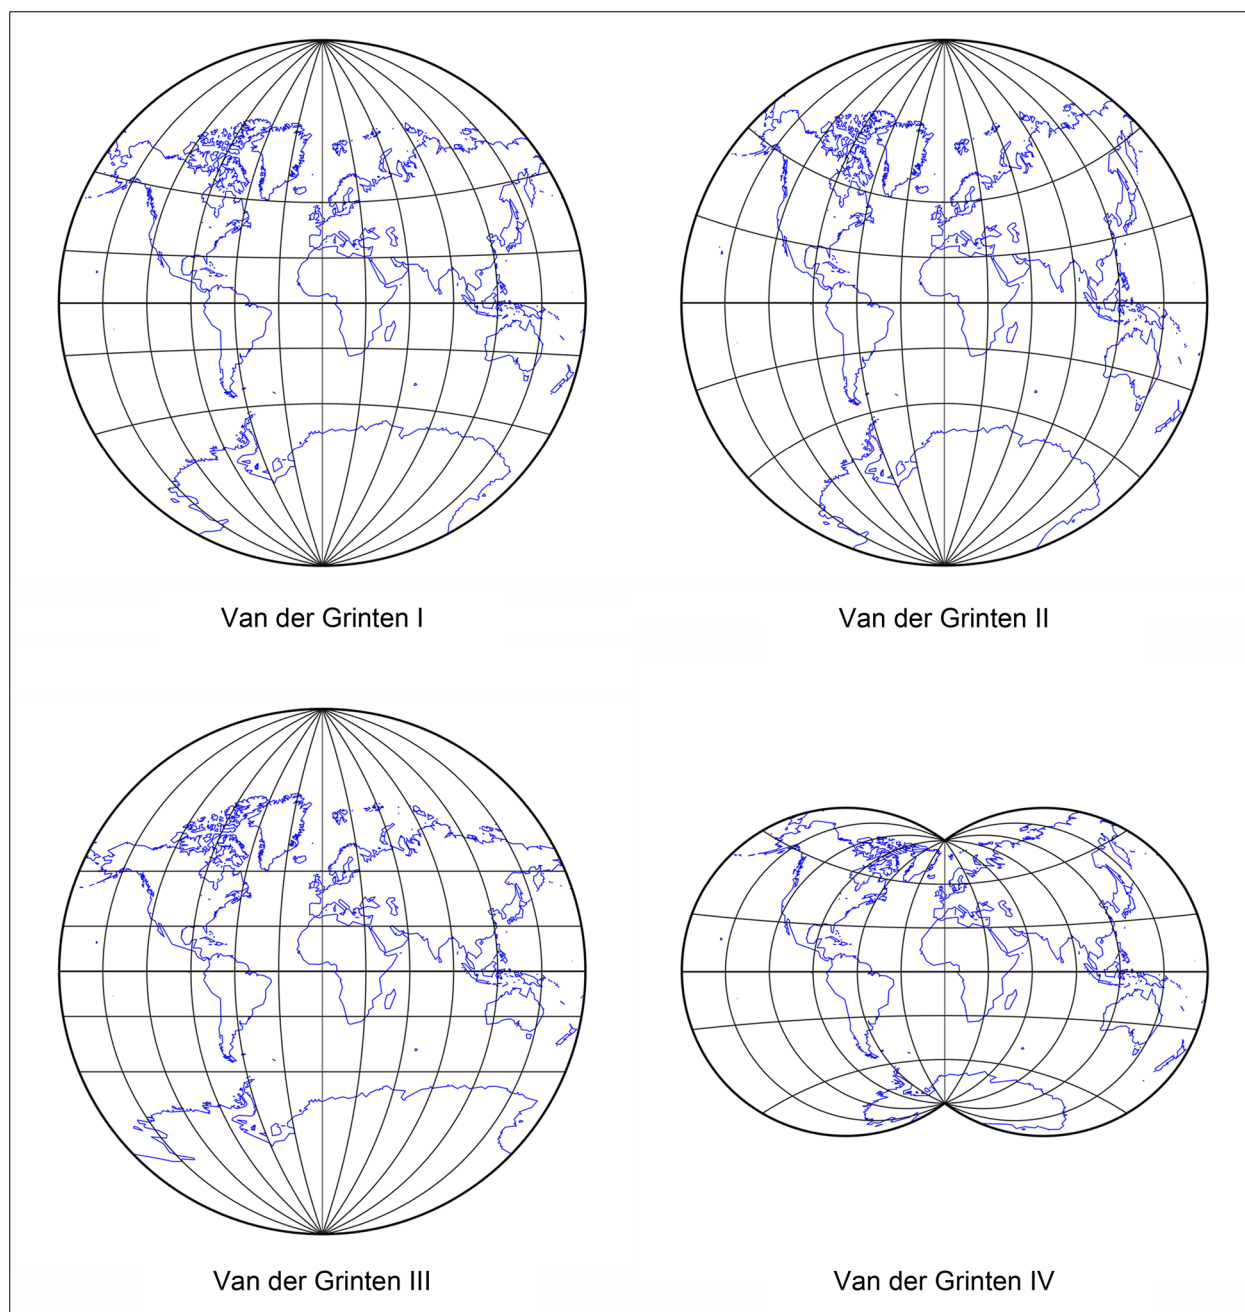 Van der Grinten I
Van der Grinten II
Van der Grinten III
Van der Grinten IV